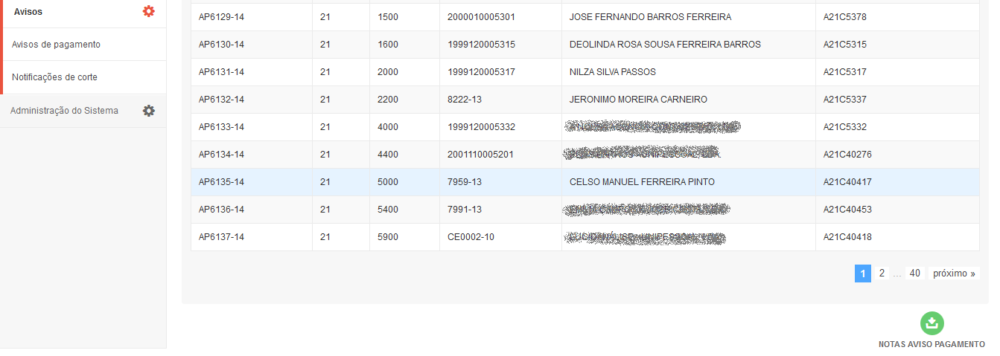 Avisos
Avisos de pagamento
Notificações de corte
Administração do Sistema
AP6129-14 21 1500 2000010005301 JOSE FERNANDO BARROS FERREIRA A21C5378
AP6130-14 21 1600 1999120005315 DEOLINDA ROSA SOUSA FERREIRA BARROS A21C5315
AP6131-14 21 2000 1999120005317 NILZA SILVA PASSOS A21C5317
AP6132-14 21 2200 8222-13 JERONIMO MOREIRA CARNEIRO A21C5337
AP6133-14 21 4000 1999120005332 A21C5332
AP6134-14 21 4400 2001110005201 A21C40276
AP6135-14 21 5000 7959-13 CELSO MANUEL FERREIRA PINTO A21C40417
AP6136-14 21 5400 7991-13 A21C40453
AP6137-14 21 5900 CE0002-10 A21C40418
1 2 ... 40 próximo »
NOTAS AVISO PAGAMENTO